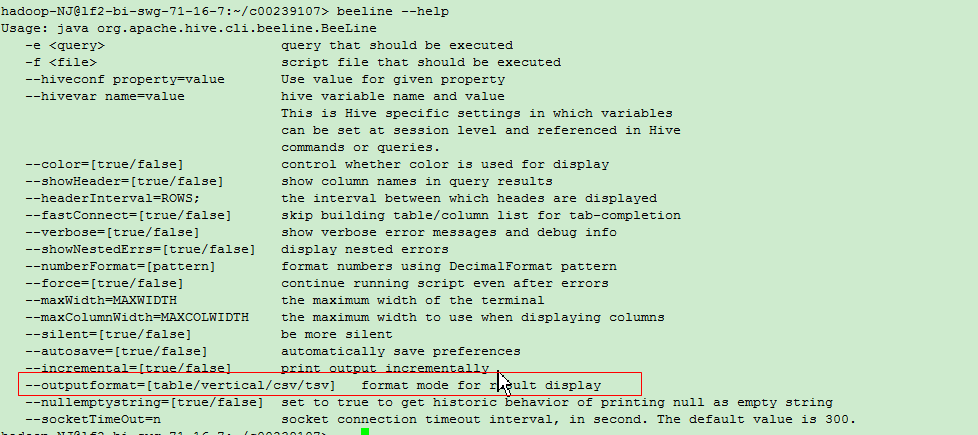 hadoop-NJ@lf2-bi-swg-71-16-7:~/c00239107> beeline --help
Usage: java org.apache.hive.cli.beeline.BeeLine
-e <query> query that should be executed
-f <file> script file that should be executed
--hiveconf property=value Use value for given property
--hivevar name=value hive variable name and value
This is Hive specific settings in which variables
can be set at session level and referenced in Hive
commands or queries.
--color=[true/false] control whether color is used for display
--showHeader=[true/false] show column names in query results
--headerInterval=ROWS; the interval between which heades are displayed
--fastConnect=[true/false] skip building table/column list for tab-completion
--verbose=[true/false] show verbose error messages and debug info
--showNestedErrs=[true/false] display nested errors
--numberFormat=[pattern] format numbers using DecimalFormat pattern
--force=[true/false] continue running script even after errors
--maxWidth=MAXWIDTH the maximum width of the terminal
--maxColumnWidth=MAXCOLWIDTH the maximum width to use when displaying columns
--silent=[true/false] be more silent
--autosave=[true/false] automatically save preferences
--incremental=[true/false] print output incrementally
--outputformat=[table/vertical/csv/tsv] format mode for result display
--nullemptystring=[true/false] set to true to get historic behavior of printing null as empty string
--socketTimeOut=n socket connection timeout interval, in second. The default value is 300.
hadoop-NJ@lf2-bi-swg-71-16-7:~/c00239107>